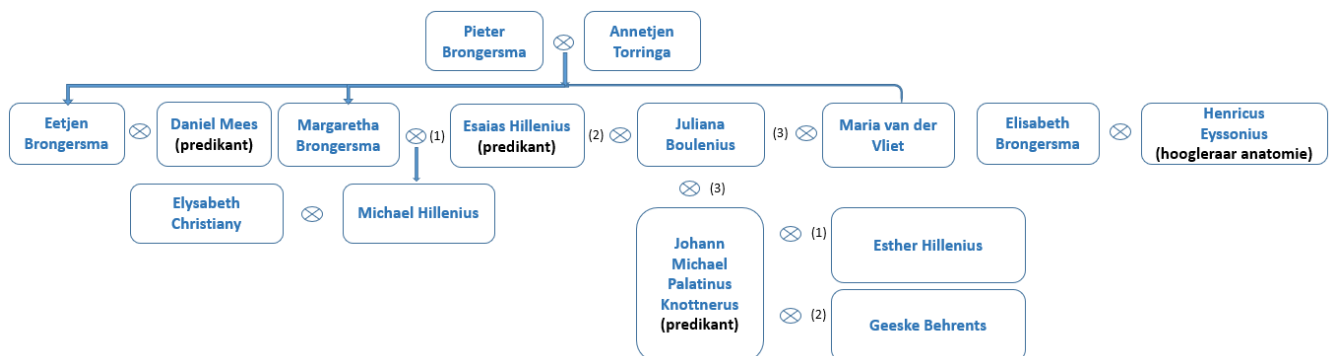 Pieter
Brongersma
Annetjen
Torringa
Eetjen
Brongersma
Daniel Mees
(predikant)
Margaretha
Brongersma
(1)
Esaias Hillenius
(predikant)
(2)
Juliana
Boulenius
(3)
Maria van der
Vliet
Elisabeth
Brongersma
Henricus
Eyssonius
(hoogleraar anatomie)
Elysabeth
Christiany
Michael Hillenius
(3)
Johann
Michael
Palatinus
Knottnerus
(predikant)
(1)
Esther Hillenius
(2)
Geeske Behrents